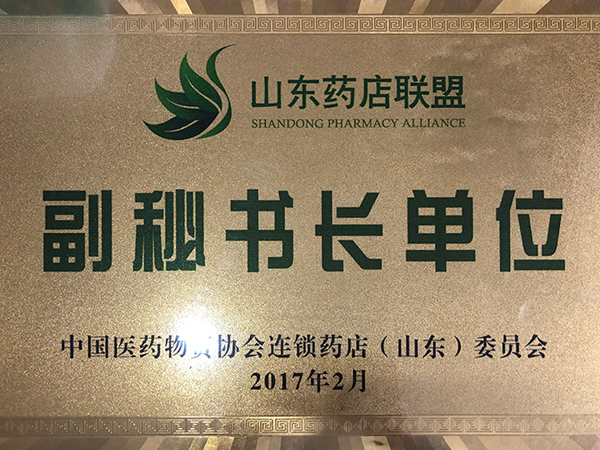 山东药店联盟
SHANDONG PHARMACY ALLIANCE
副秘书长单位
中国医药物资协会连锁药店（山东）委员会
2017年2月